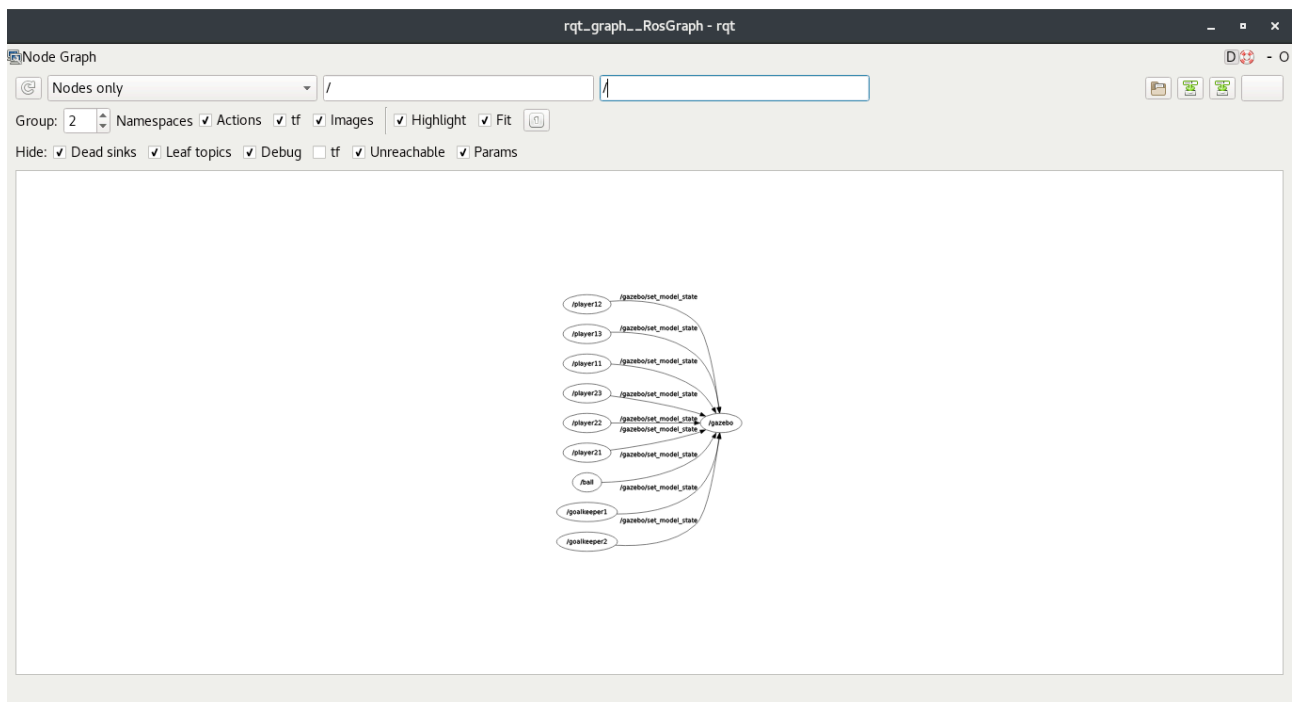 rqt_graph__RosGraph - rqt
Node Graph D - O
Nodes only / /
Group: 2 Namespaces Actions tf Images Highlight Fit
Hide: Dead sinks Leaf topics Debug tf Unreachable Params
/gazebo/set_model_state
/player12
/gazebo/set_model_state
/player13
/gazebo/set_model_state
/player11
/gazebo/set_model_state
/player23
/gazebo/set_model_state
/player22 /gazebo
/gazebo/set_model_state
/player21
/gazebo/set_model_state
/ball
/gazebo/set_model_state
/goalkeeper1
/gazebo/set_model_state
/goalkeeper2